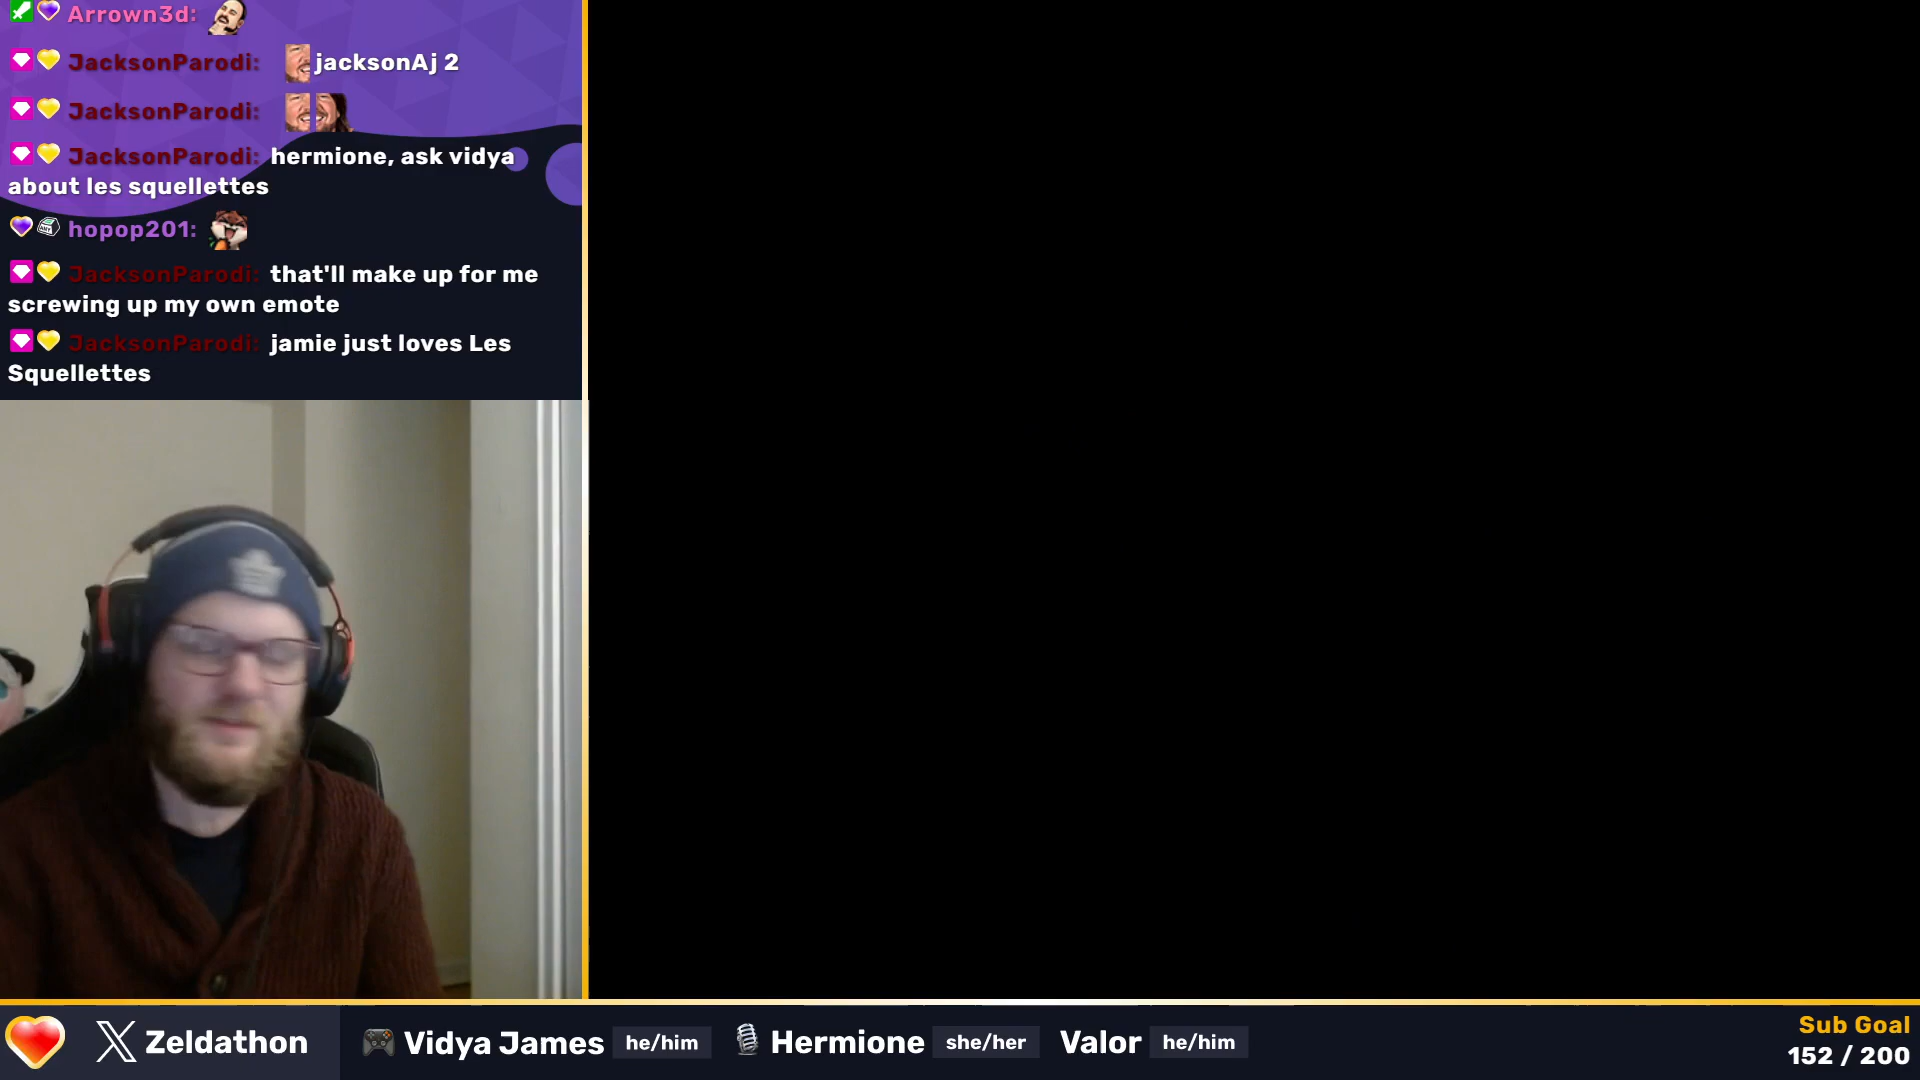 Arrown3d:
JacksonParodi: jacksonAj 2
JacksonParodi:
JacksonParodi: hermione, ask vidya
about les squellettes
hopop201:
JacksonParodi: that'll make up for me
screwing up my own emote
JacksonParodi: jamie just loves Les
Squellettes
Zeldathon
Vidya James he/him
Hermione she/her
Valor he/him
Sub Goal
152 / 200